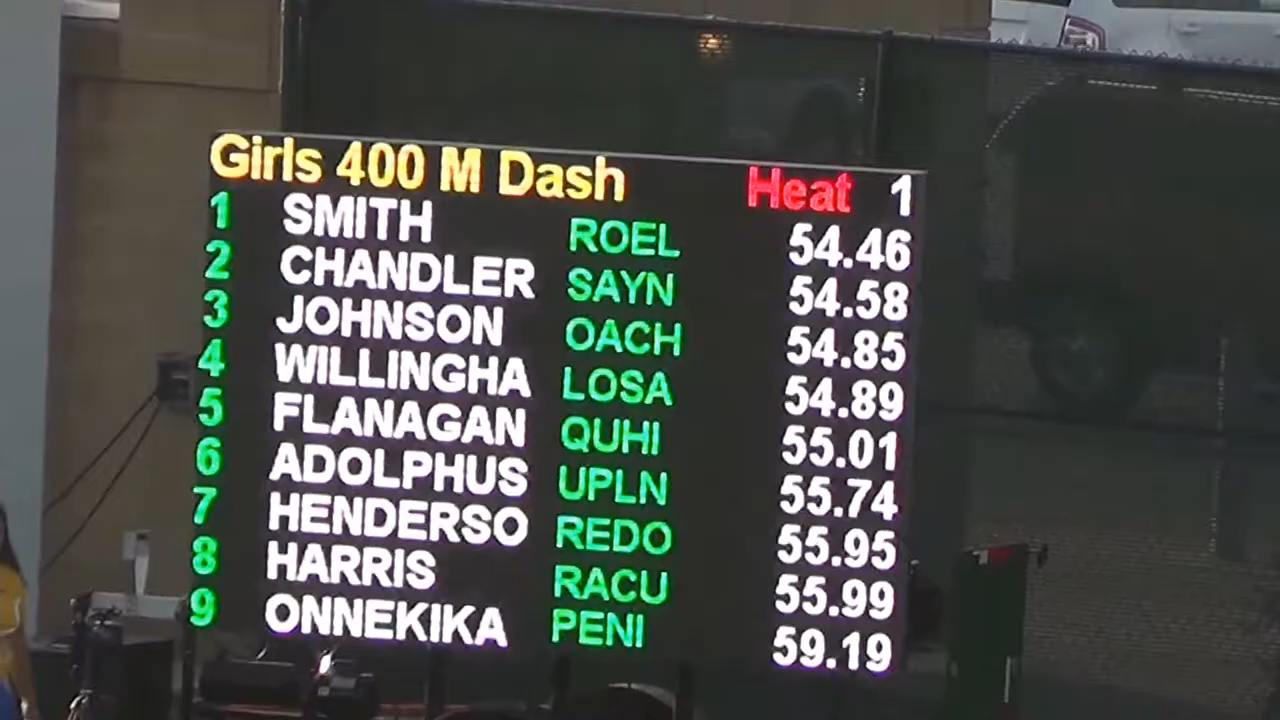 Girls 400 M Dash Heat 1
1 SMITH ROEL 54.46
2 CHANDLER SAYN 54.58
3 JOHNSON OACH 54.85
4 WILLINGHA LOSA 54.89
5 FLANAGAN QUHI 55.01
6 ADOLPHUS UPLN 55.74
7 HENDERSO REDO 55.95
8 HARRIS RACU 55.99
9 ONNEKIKA PENI 59.19